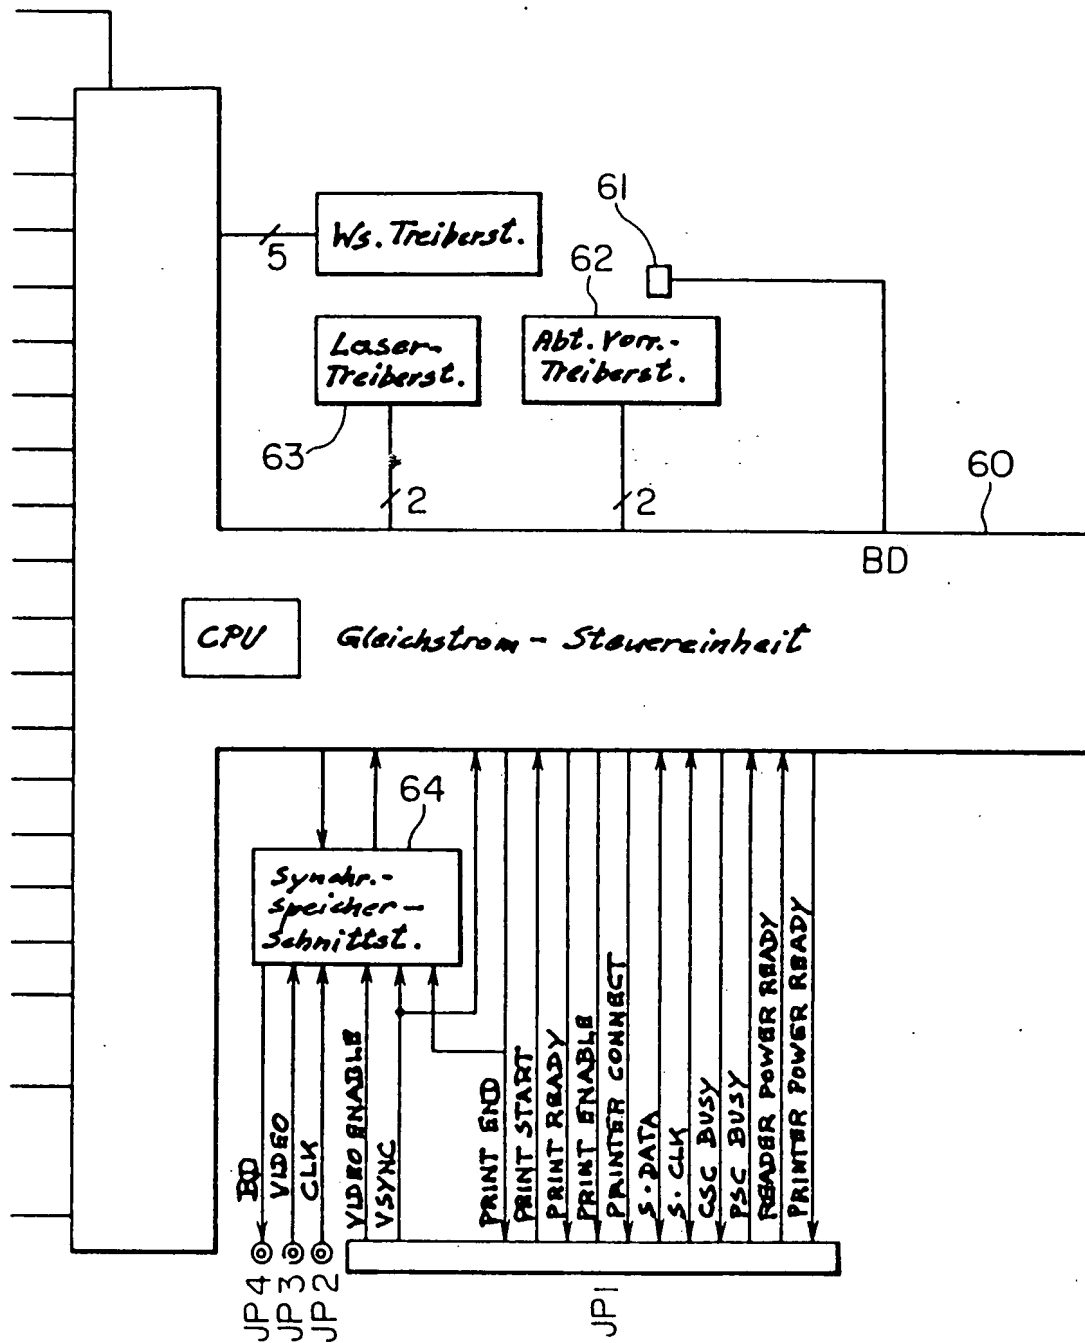 61
Ws. Treiberst.
5
62
Laser-
Treiberst.
Abt. Vorr.-
Treiberst.
63
2
2
60
BD
CPU
Gleichstrom - Steuereinheit
64
Synchr.-
speicher-
Schnittst.
BD
VIDEO
CLK
VIDEO ENABLE
VSYNC
PRINT END
PRINT START
PRINT READY
PRINT ENABLE
PRINTER CONNECT
S·DATA
S·CLK
CSC BUSY
PSC BUSY
READER POWER READY
PRINTER POWER READY
JP4
JP3
JP2
JP1